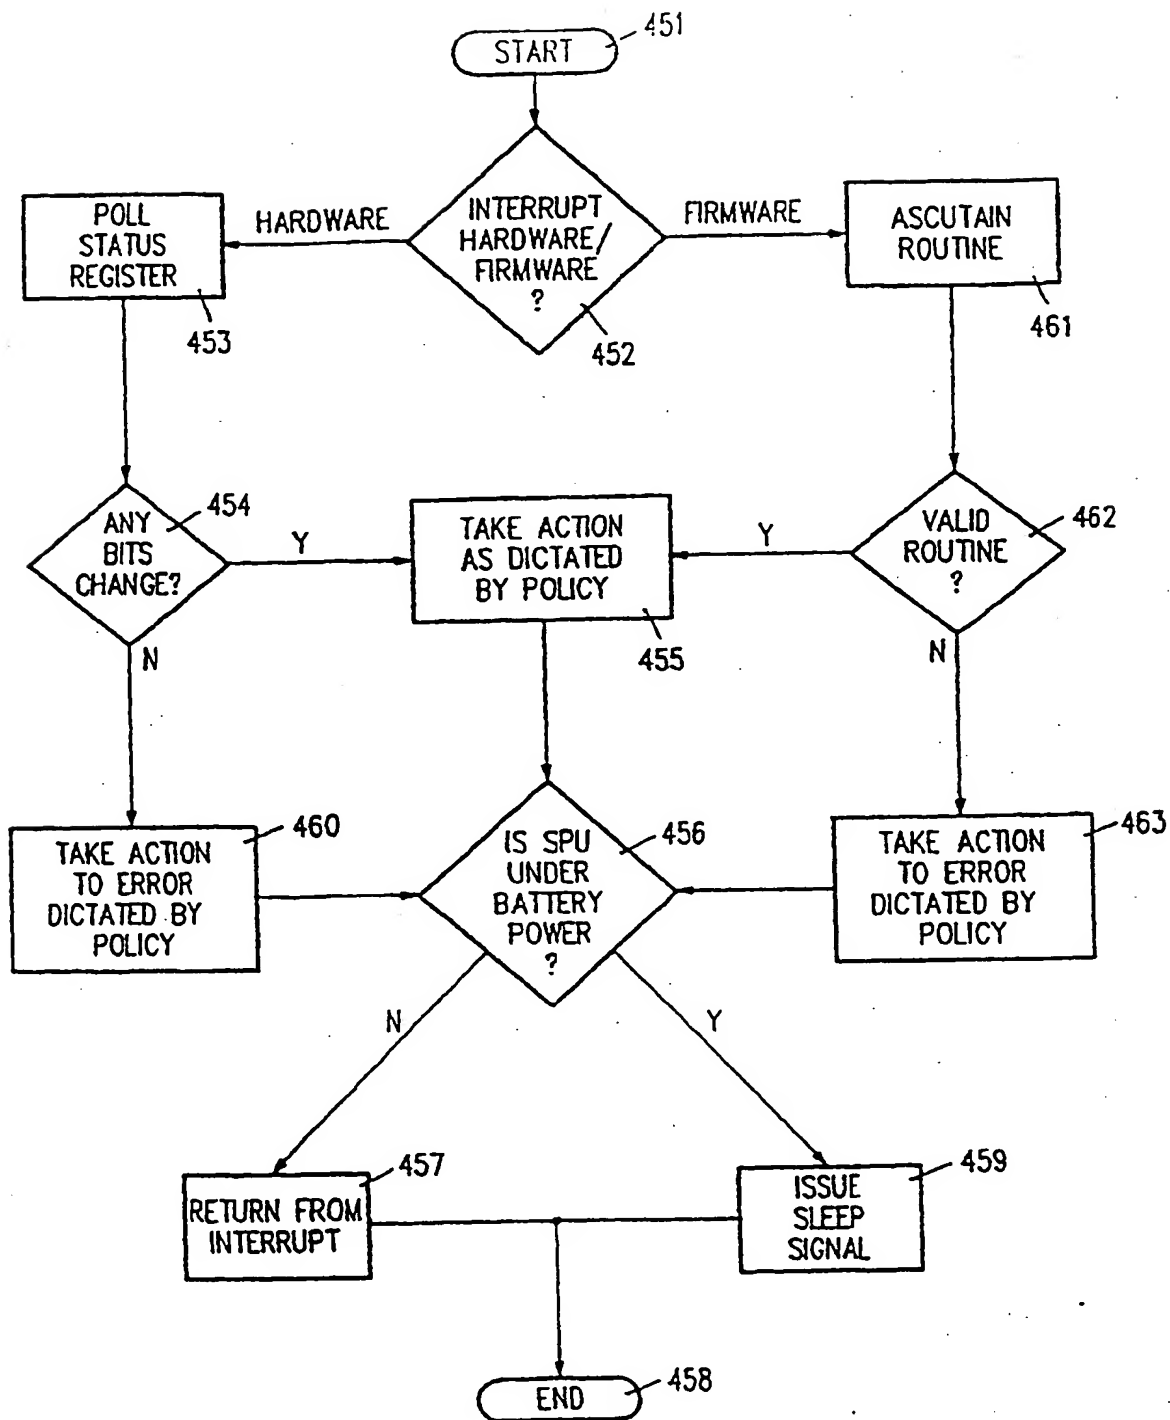 START
451
INTERRUPT
HARDWARE/
FIRMWARE
?
452
HARDWARE
FIRMWARE
POLL
STATUS
REGISTER
453
ASCUTAIN
ROUTINE
461
ANY
BITS
CHANGE?
454
Y
N
TAKE ACTION
AS DICTATED
BY POLICY
455
VALID
ROUTINE
?
462
Y
N
TAKE ACTION
TO ERROR
DICTATED BY
POLICY
460
IS SPU
UNDER
BATTERY
POWER
?
456
TAKE ACTION
TO ERROR
DICTATED BY
POLICY
463
N
Y
RETURN FROM
INTERRUPT
457
ISSUE
SLEEP
SIGNAL
459
END
458